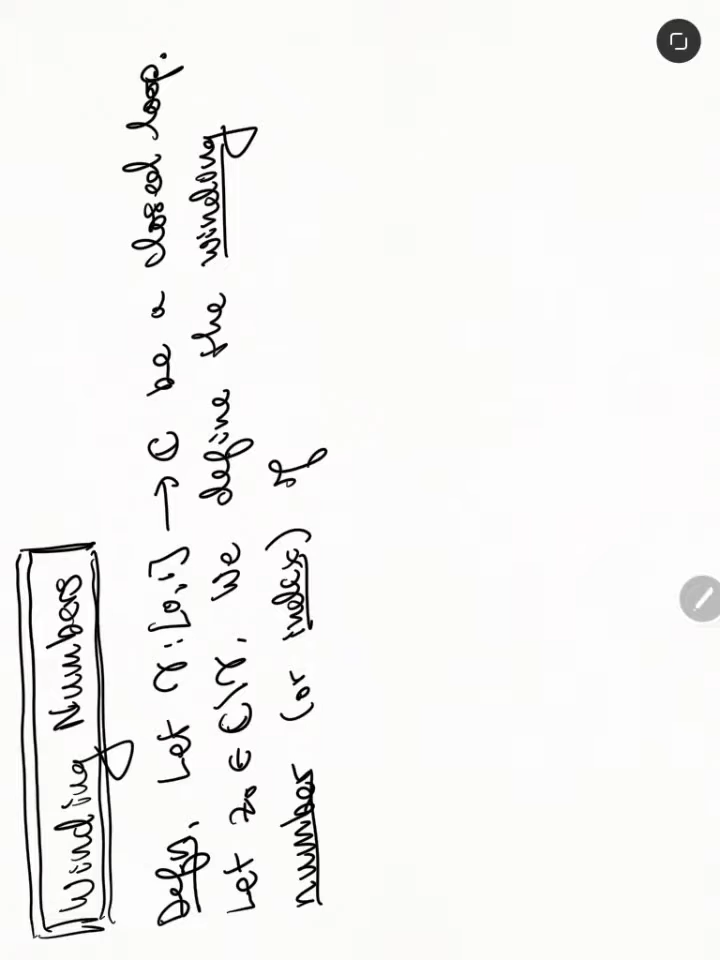 Winding Numbers
Defn. Let γ:[0,1] → ℂ be a closed loop.
Let z₀ ∈ ℂ\γ. We define the winding
number (or index) of